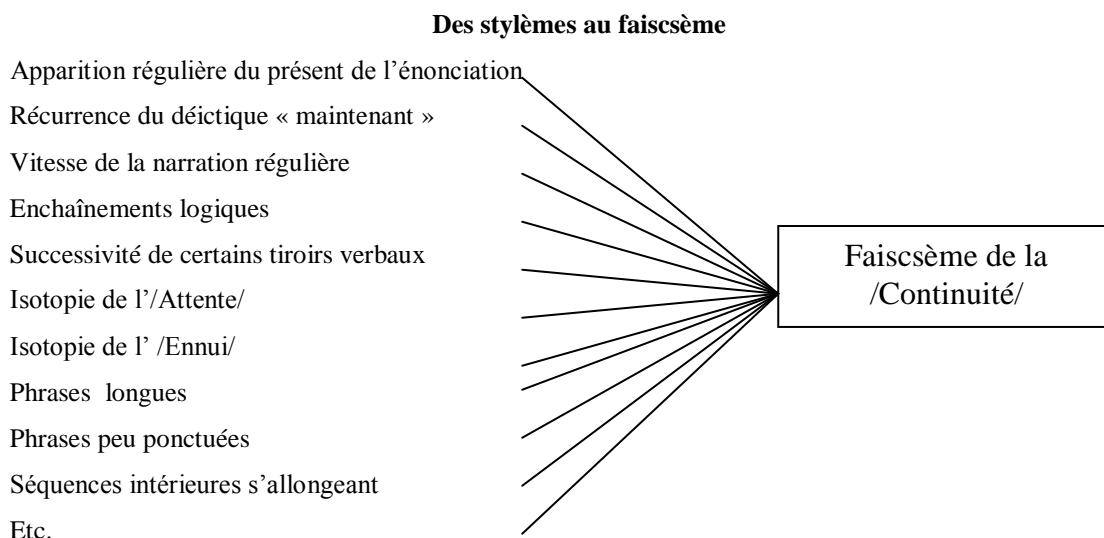 Des stylèmes au faiscsème
Apparition régulière du présent de l’énonciation
Récurrence du déictique « maintenant »
Vitesse de la narration régulière
Enchaînements logiques
Successivité de certains tiroirs verbaux
Isotopie de l’/Attente/
Isotopie de l’ /Ennui/
Phrases  longues
Phrases peu ponctuées
Séquences intérieures s’allongeant
Etc.
Faiscsème de la
/Continuité/